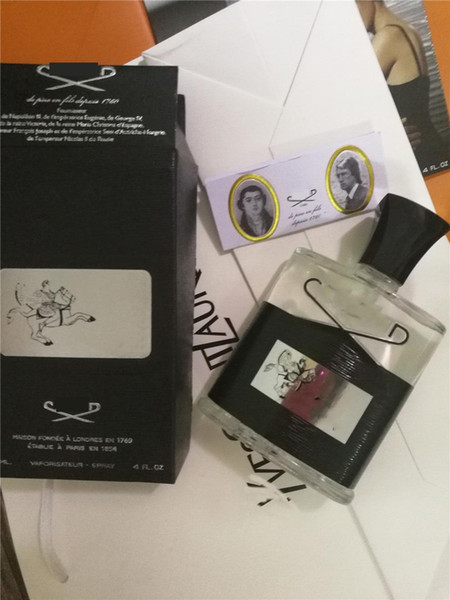 de père en fils depuis 1760
Fournisseur
de Napoléon III, de l'impératrice Eugénie, de George IV,
de la reine Victoria, de la reine Marie Christine d'Espagne,
François Joseph et de l'impératrice Sissi d'Autriche-Hongrie
de l'empereur Nicolas II de Russie
MAISON FONDÉE À LONDRES EN 1760
ÉTABLIE À PARIS EN 1854
VAPORISATEUR - SPRAY 4 FL.OZ
de père en fils
depuis 1760
4 FL.OZ
YVES